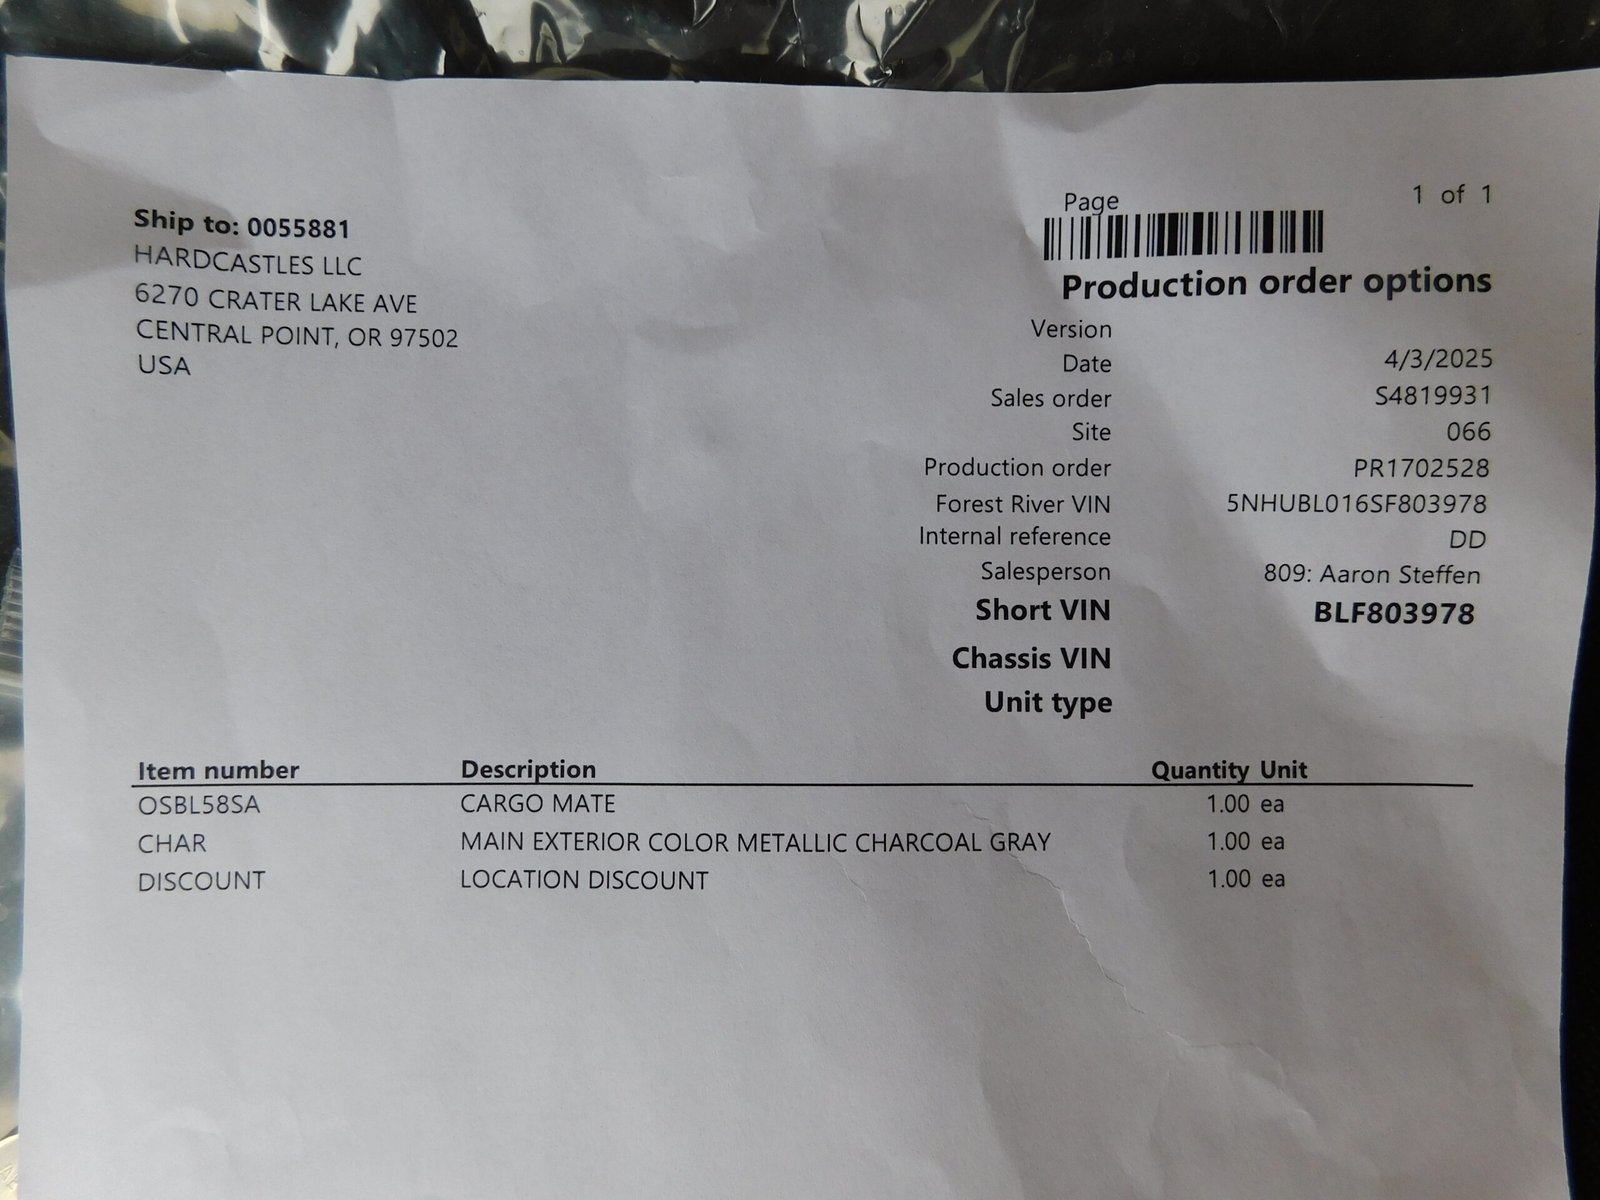 Page 1 of 1
Ship to: 0055881
HARDCASTLES LLC
6270 CRATER LAKE AVE
CENTRAL POINT, OR 97502
USA
Production order options
Version
Date 4/3/2025
Sales order S4819931
Site 066
Production order PR1702528
Forest River VIN 5NHUBL016SF803978
Internal reference DD
Salesperson 809: Aaron Steffen
Short VIN BLF803978
Chassis VIN
Unit type
Item number Description Quantity Unit
OSBL58SA CARGO MATE 1.00 ea
CHAR MAIN EXTERIOR COLOR METALLIC CHARCOAL GRAY 1.00 ea
DISCOUNT LOCATION DISCOUNT 1.00 ea